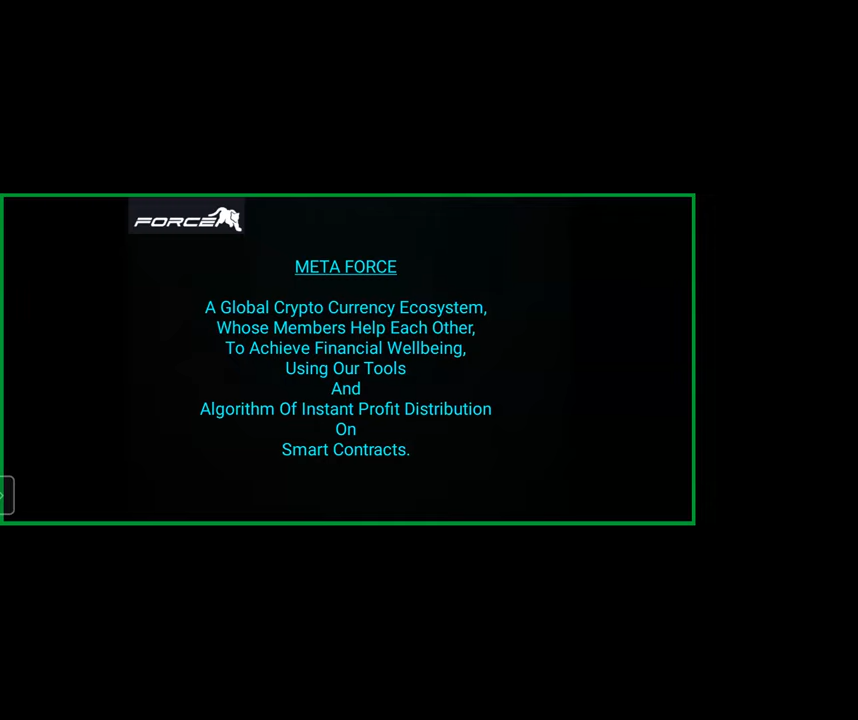 FORCE
META FORCE
A Global Crypto Currency Ecosystem,
Whose Members Help Each Other,
To Achieve Financial Wellbeing,
Using Our Tools
And
Algorithm Of Instant Profit Distribution
On
Smart Contracts.